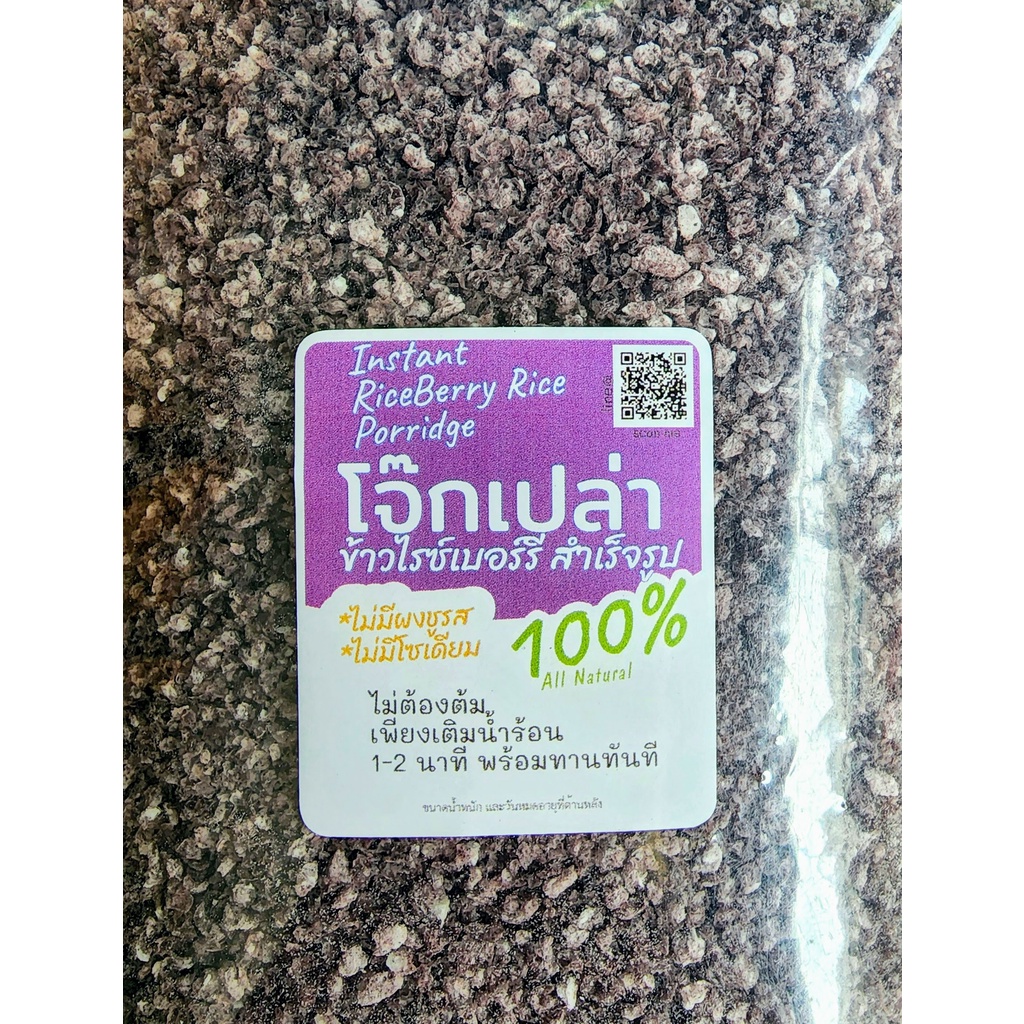 Instant
RiceBerry Rice
Porridge
โจ๊กเปล่า
ข้าวไรซ์เบอร์รี่ สำเร็จรูป
*ไม่มีผงชูรส
*ไม่มีโซเดียม
100%
All Natural
ไม่ต้องต้ม
เพียงเติมน้ำร้อน
1-2 นาที พร้อมทานทันที
ขนาดน้ำหนัก และวันหมดอายุที่ด้านหลัง